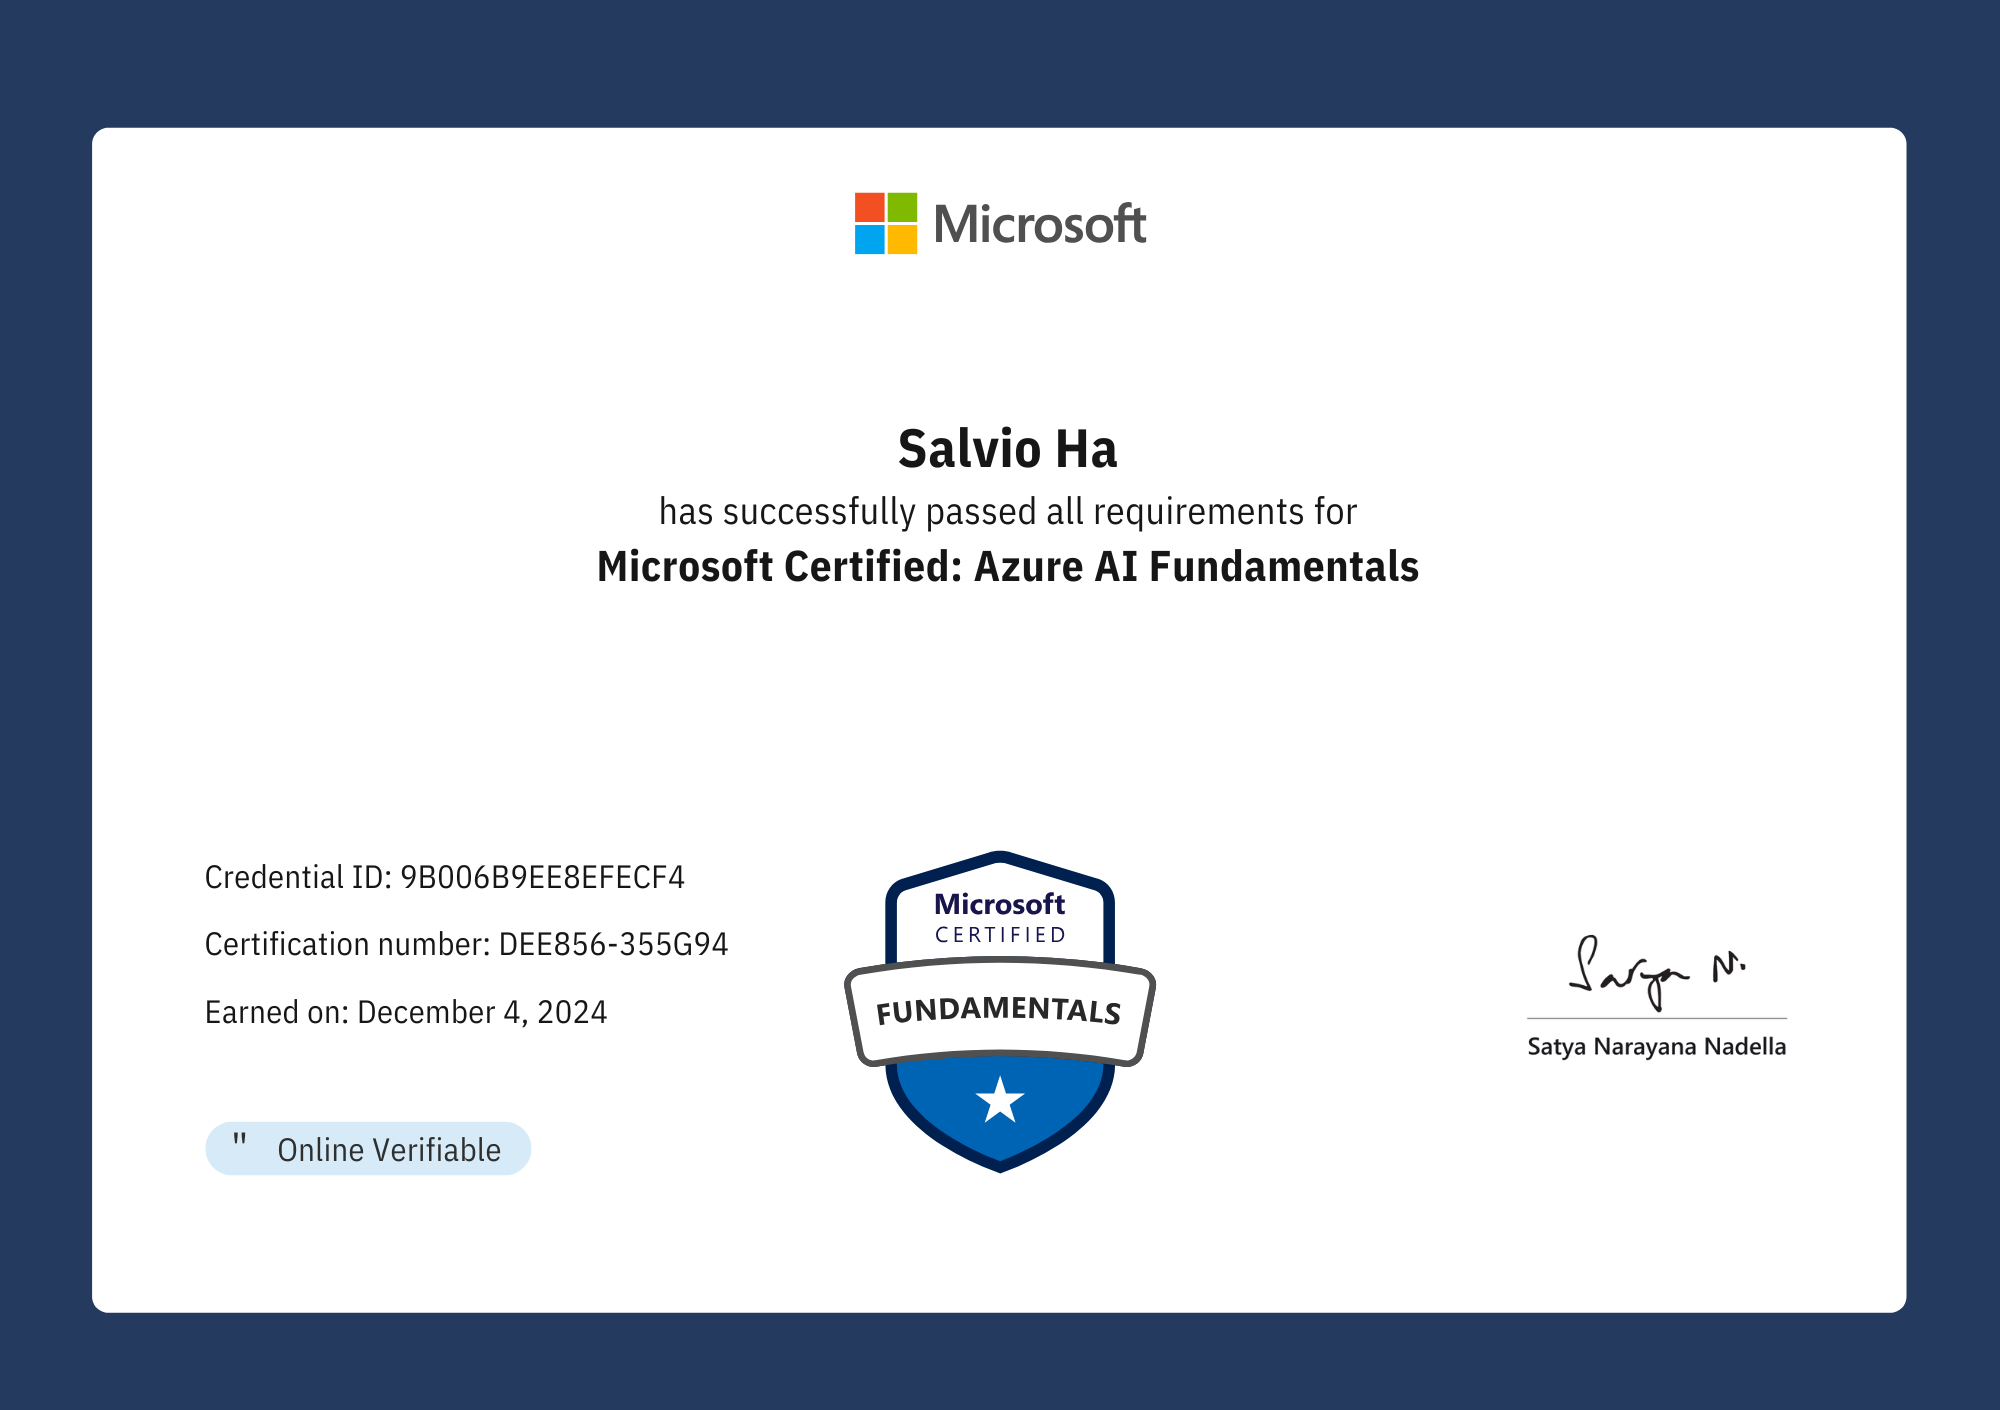 Microsoft
Salvio Ha
has successfully passed all requirements for
Microsoft Certified: Azure AI Fundamentals
Credential ID: 9B006B9EE8EFECF4
Certification number: DEE856-355G94
Earned on: December 4, 2024
" Online Verifiable
Microsoft
CERTIFIED
FUNDAMENTALS
Satya N.
Satya Narayana Nadella